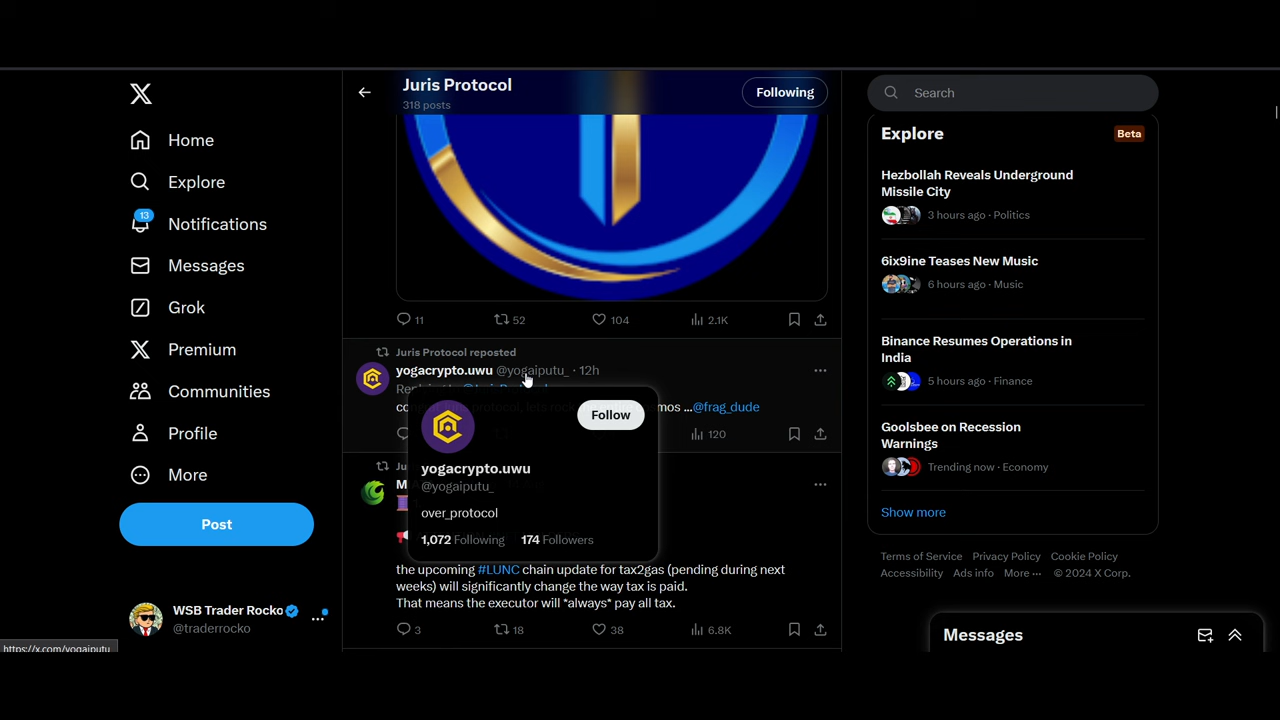 Juris Protocol
318 posts
Following
Search
Home
Explore
13
Notifications
Messages
Grok
Premium
Communities
Profile
More
Post
WSB Trader Rocko
@traderrocko
https://x.com/yogaiputu_
11
52
104
2.1K
Juris Protocol reposted
yogacrypto.uwu @yogaiputu_ · 12h
mos ...@frag_dude
120
Follow
yogacrypto.uwu
@yogaiputu_
over_protocol
1,072 Following 174 Followers
the upcoming #LUNC chain update for tax2gas (pending during next
weeks) will significantly change the way tax is paid.
That means the executor will *always* pay all tax.
3
18
38
6.8K
Explore
Beta
Hezbollah Reveals Underground
Missile City
3 hours ago · Politics
6ix9ine Teases New Music
6 hours ago · Music
Binance Resumes Operations in
India
5 hours ago · Finance
Goolsbee on Recession
Warnings
Trending now · Economy
Show more
Terms of Service Privacy Policy Cookie Policy
Accessibility Ads info More ··· © 2024 X Corp.
Messages